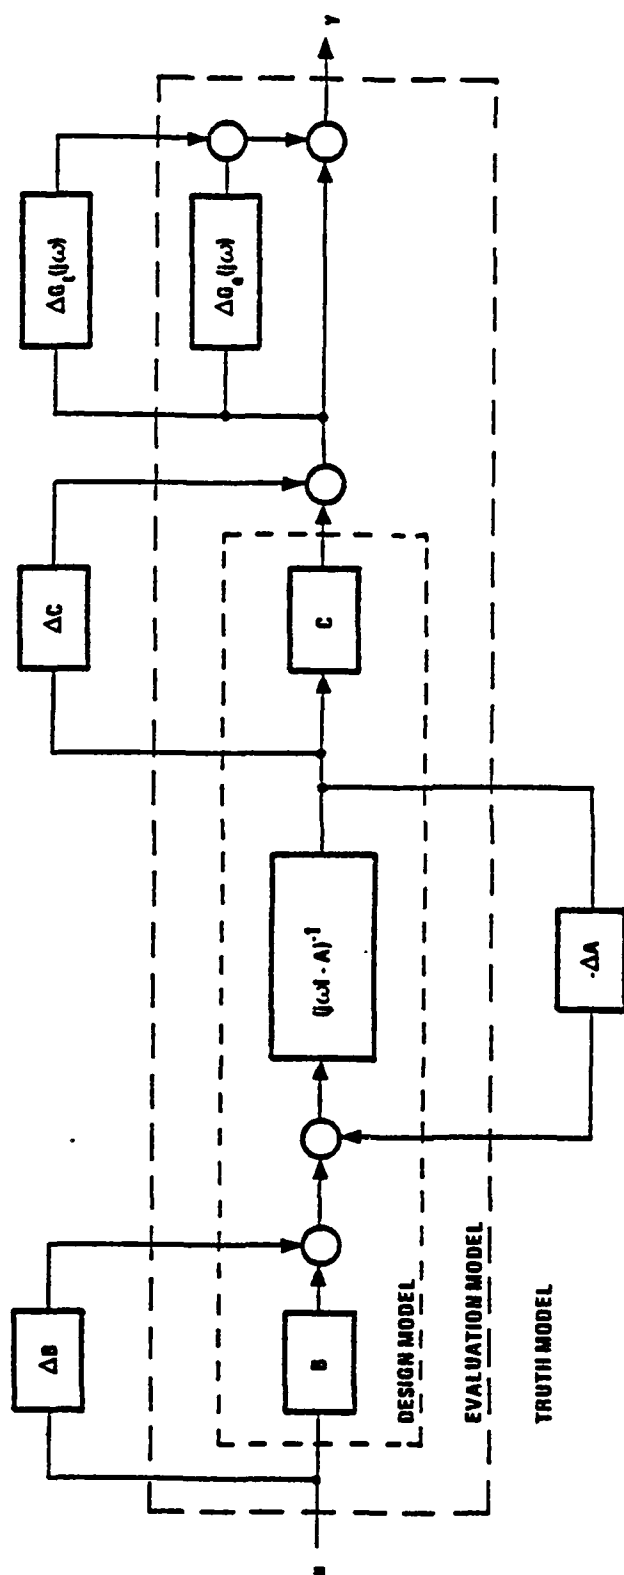 ΔB
ΔC
ΔG_t(jω)
ΔG_e(jω)
B
(jωI - A)⁻¹
C
Y
-ΔA
DESIGN MODEL
EVALUATION MODEL
TRUTH MODEL